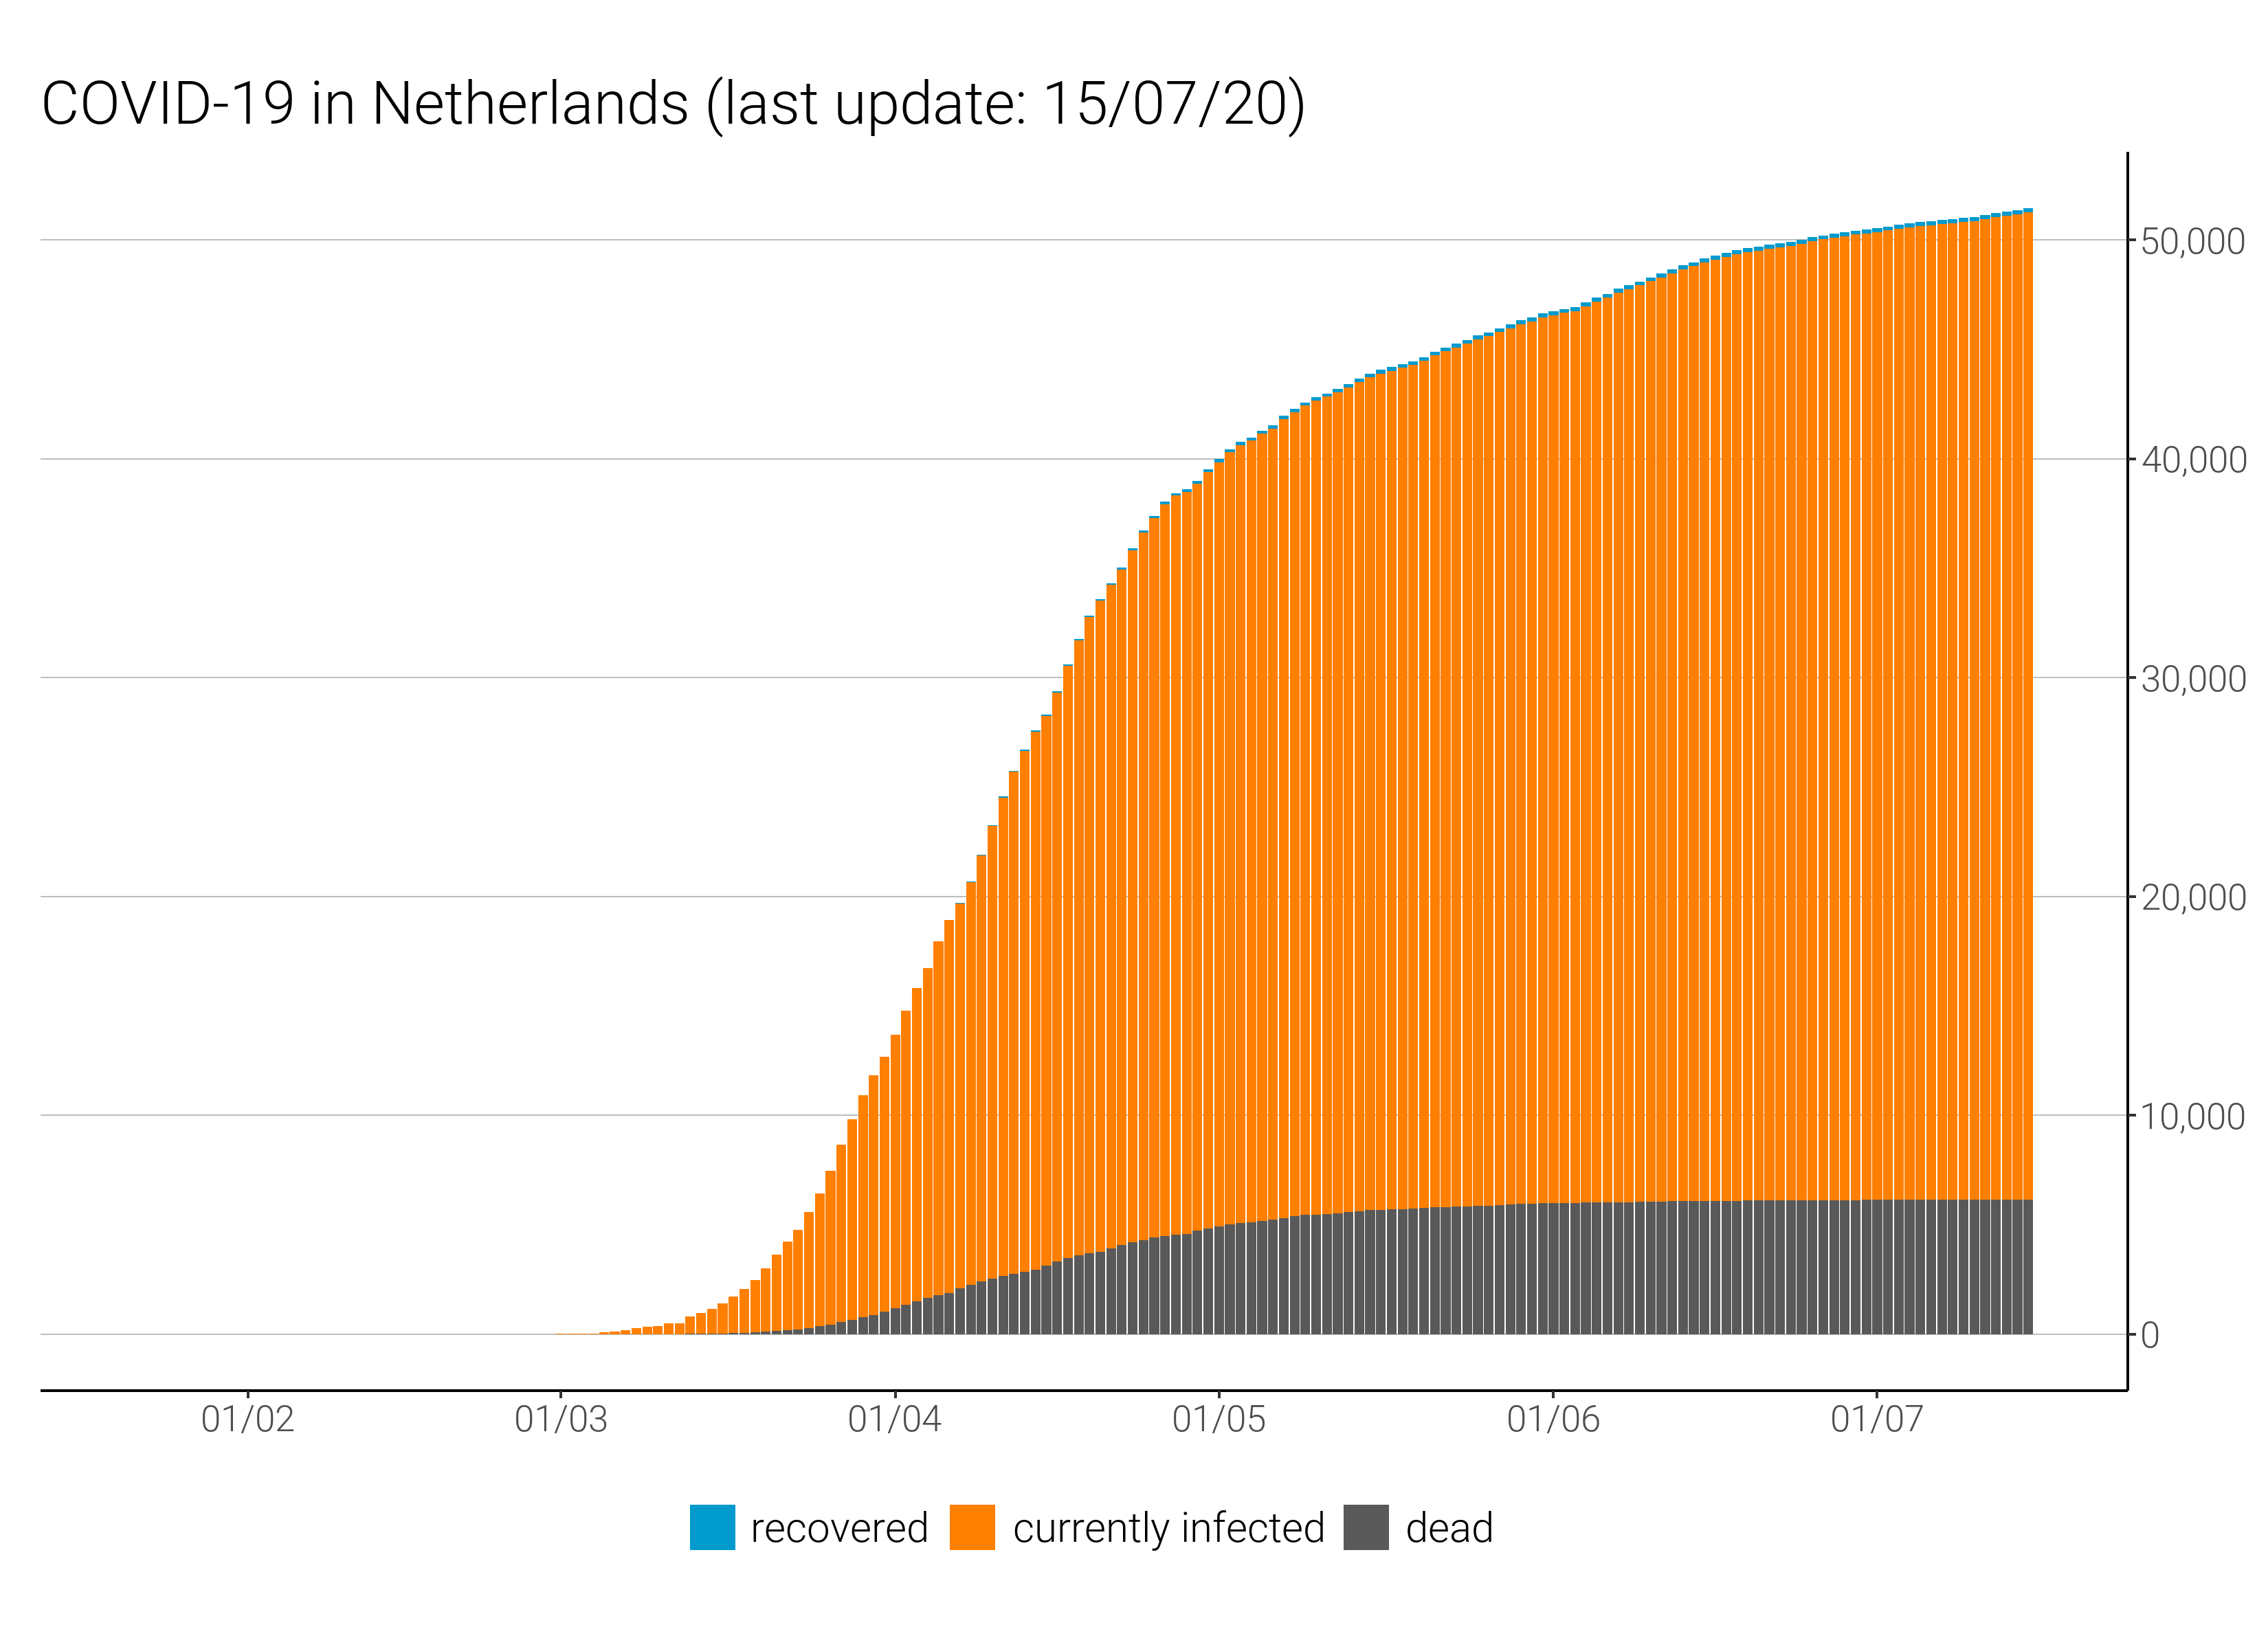 COVID-19 in Netherlands (last update: 15/07/20)
50,000
40,000
30,000
20,000
10,000
0
01/02 01/03 01/04 01/05 01/06 01/07
recovered currently infected dead